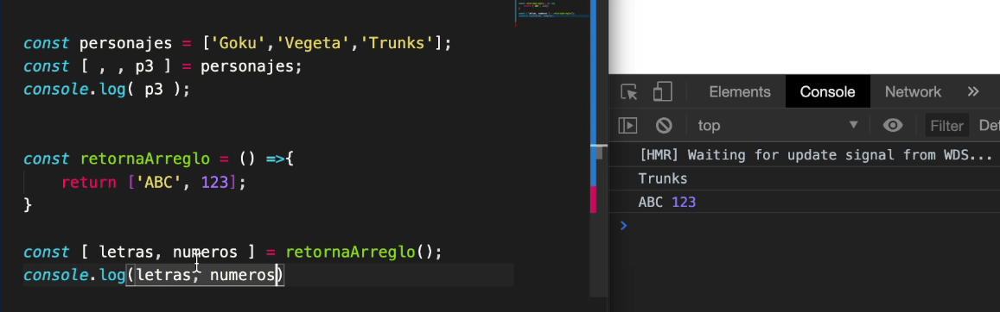 const personajes = ['Goku','Vegeta','Trunks'];
const [ , , p3 ] = personajes;
console.log( p3 );
const retornaArreglo = () =>{
return ['ABC', 123];
}
const [ letras, numeros ] = retornaArreglo();
console.log(letras, numeros)
Elements Console Network »
top Filter De
[HMR] Waiting for update signal from WDS...
Trunks
ABC 123
>